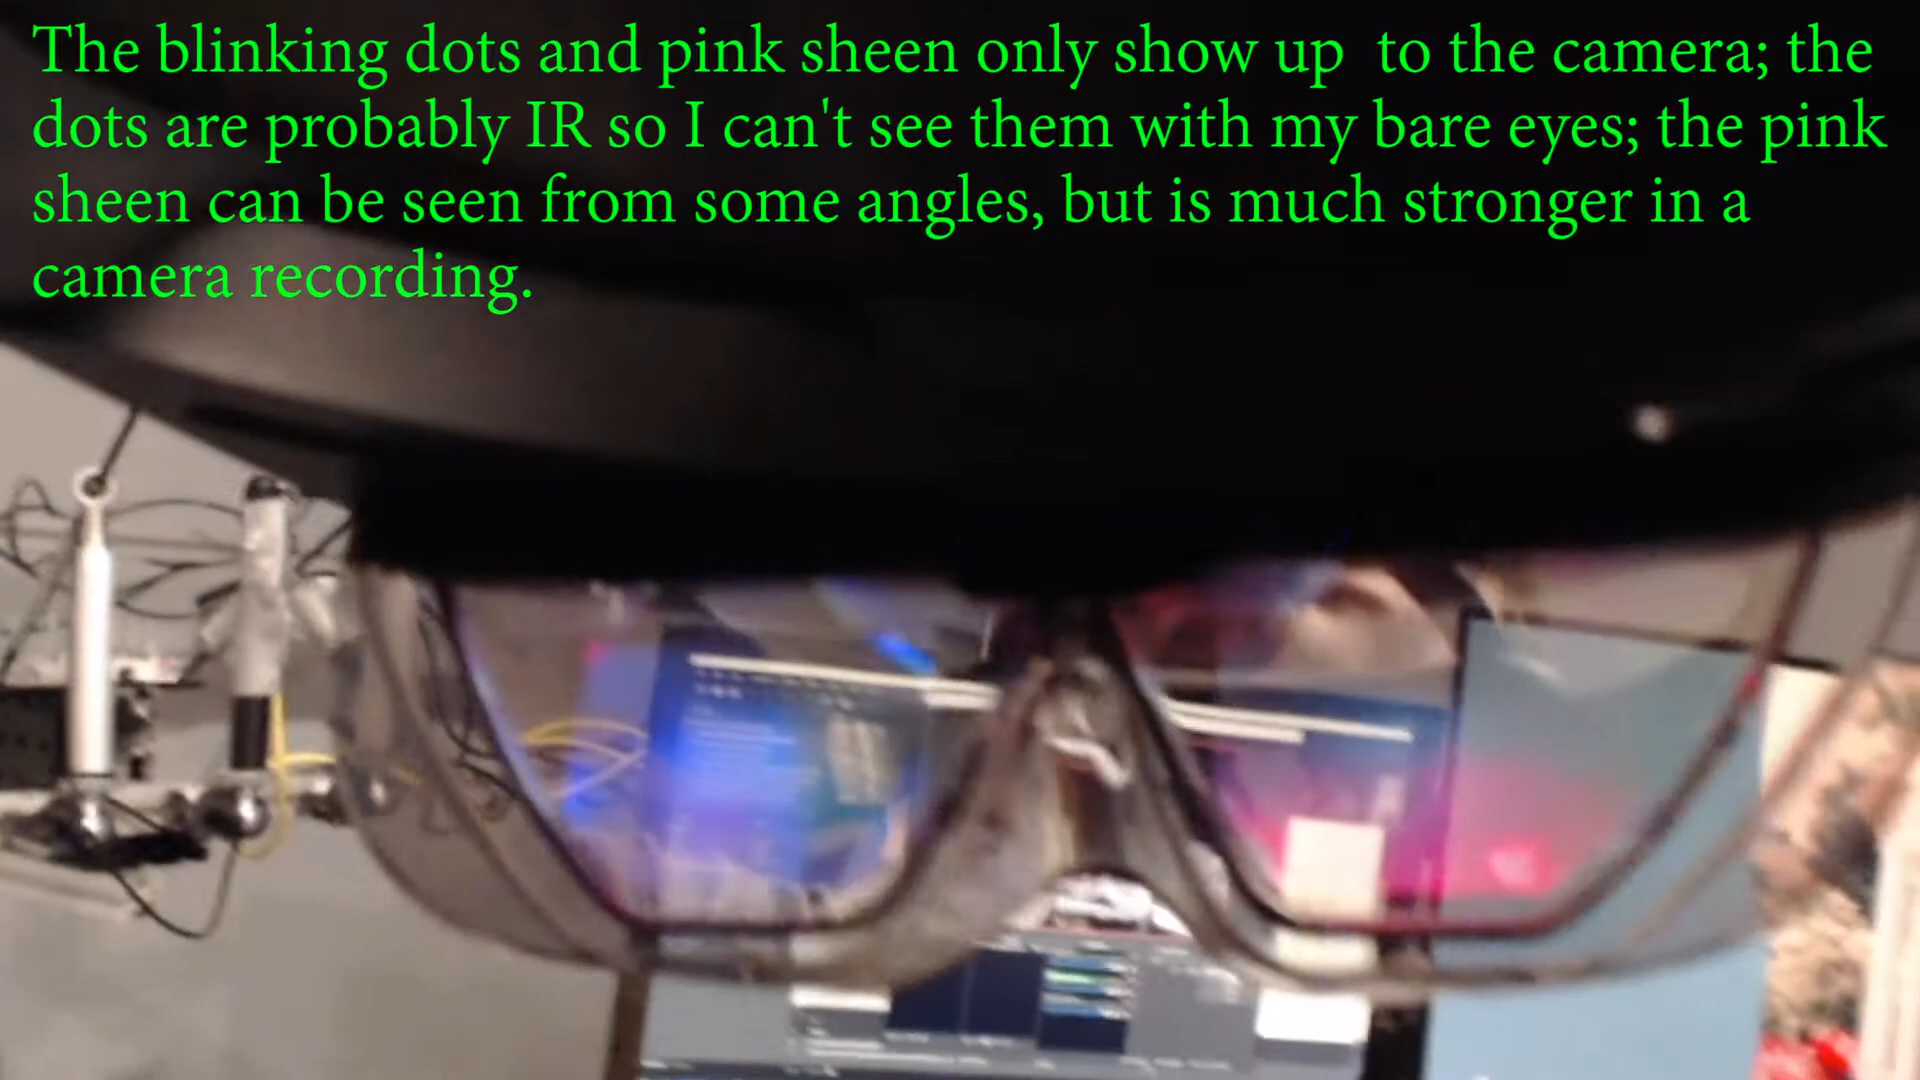 The blinking dots and pink sheen only show up  to the camera; the
dots are probably IR so I can't see them with my bare eyes; the pink
sheen can be seen from some angles, but is much stronger in a
camera recording.